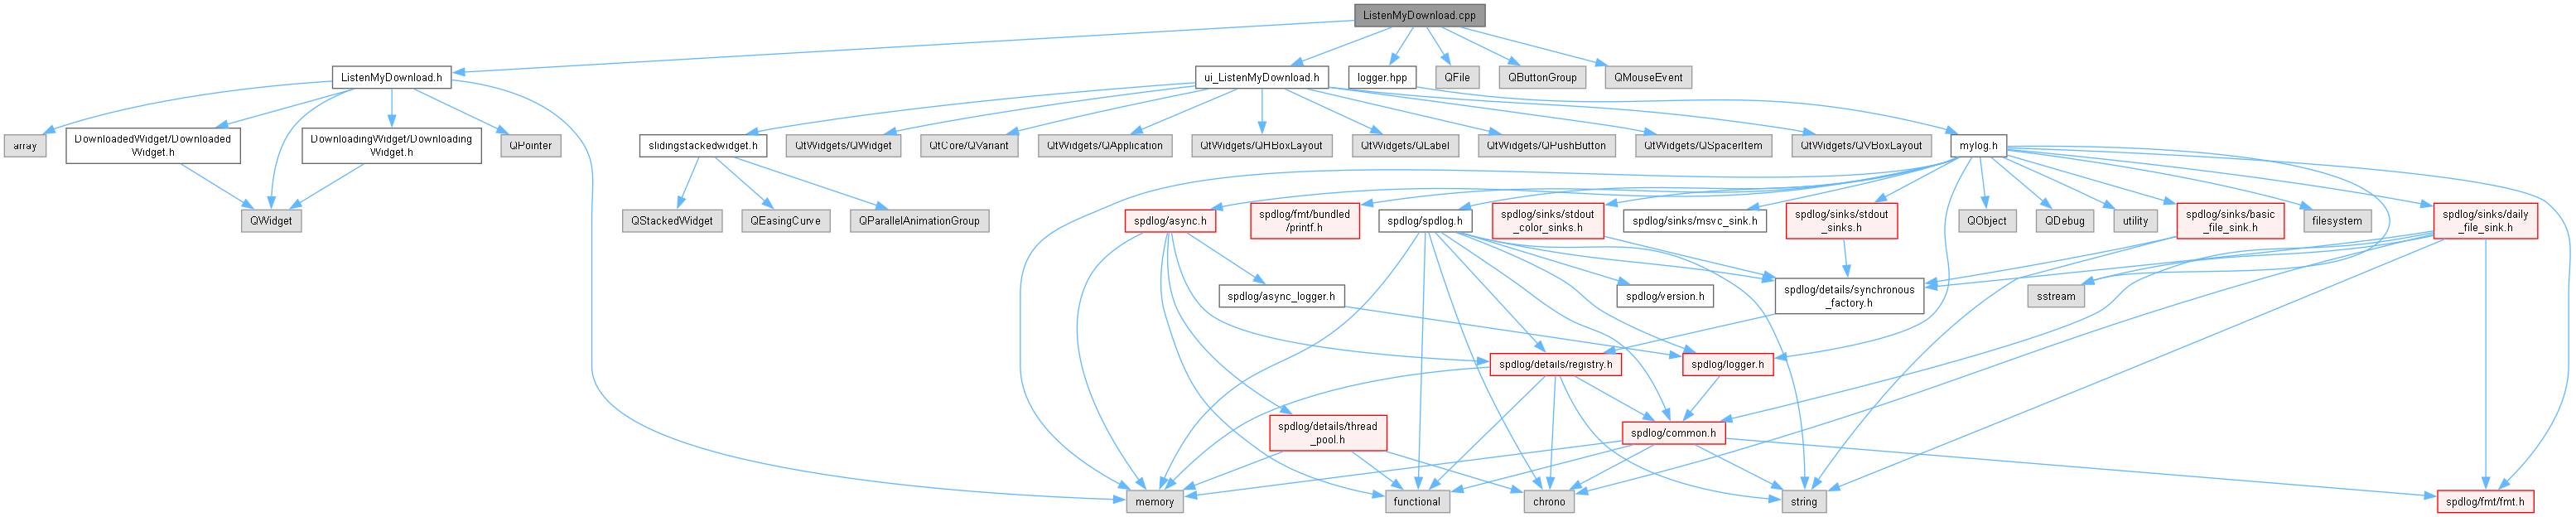 ListenMyDownload.cpp
ListenMyDownload.h
ui_ListenMyDownload.h
logger.hpp
QFile
QButtonGroup
QMouseEvent
array
DownloadedWidget/Downloaded
Widget.h
DownloadingWidget/Downloading
Widget.h
QPointer
slidingstackedwidget.h
QtWidgets/QWidget
QtCore/QVariant
QtWidgets/QApplication
QtWidgets/QHBoxLayout
QtWidgets/QLabel
QtWidgets/QPushButton
QtWidgets/QSpacerItem
QtWidgets/QVBoxLayout
mylog.h
QWidget
QStackedWidget
QEasingCurve
QParallelAnimationGroup
spdlog/async.h
spdlog/fmt/bundled
/printf.h
spdlog/spdlog.h
spdlog/sinks/stdout
_color_sinks.h
spdlog/sinks/msvc_sink.h
spdlog/sinks/stdout
_sinks.h
QObject
QDebug
utility
spdlog/sinks/basic
_file_sink.h
filesystem
spdlog/sinks/daily
_file_sink.h
spdlog/async_logger.h
spdlog/version.h
spdlog/details/synchronous
_factory.h
sstream
spdlog/details/registry.h
spdlog/logger.h
spdlog/details/thread
_pool.h
spdlog/common.h
memory
functional
chrono
string
spdlog/fmt/fmt.h